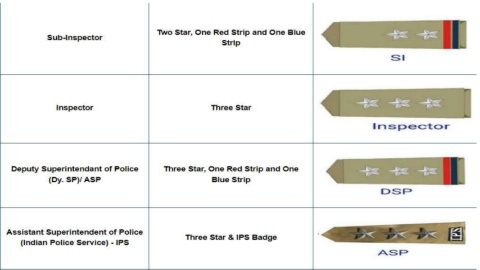 Sub-Inspector
Two Star, One Red Strip and One Blue
Strip
SI
Inspector
Three Star
Inspector
Deputy Superintendant of Police
(Dy. SP)/ ASP
Three Star, One Red Strip and One
Blue Strip
DSP
Assistant Superintendent of Police
(Indian Police Service) - IPS
Three Star & IPS Badge
IPS
ASP